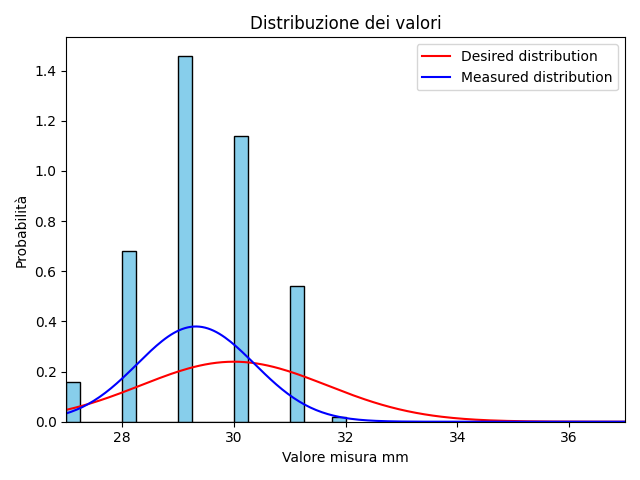 Distribuzione dei valori
Desired distribution
Measured distribution
Probabilità
1.4
1.2
1.0
0.8
0.6
0.4
0.2
0.0
28 30 32 34 36
Valore misura mm